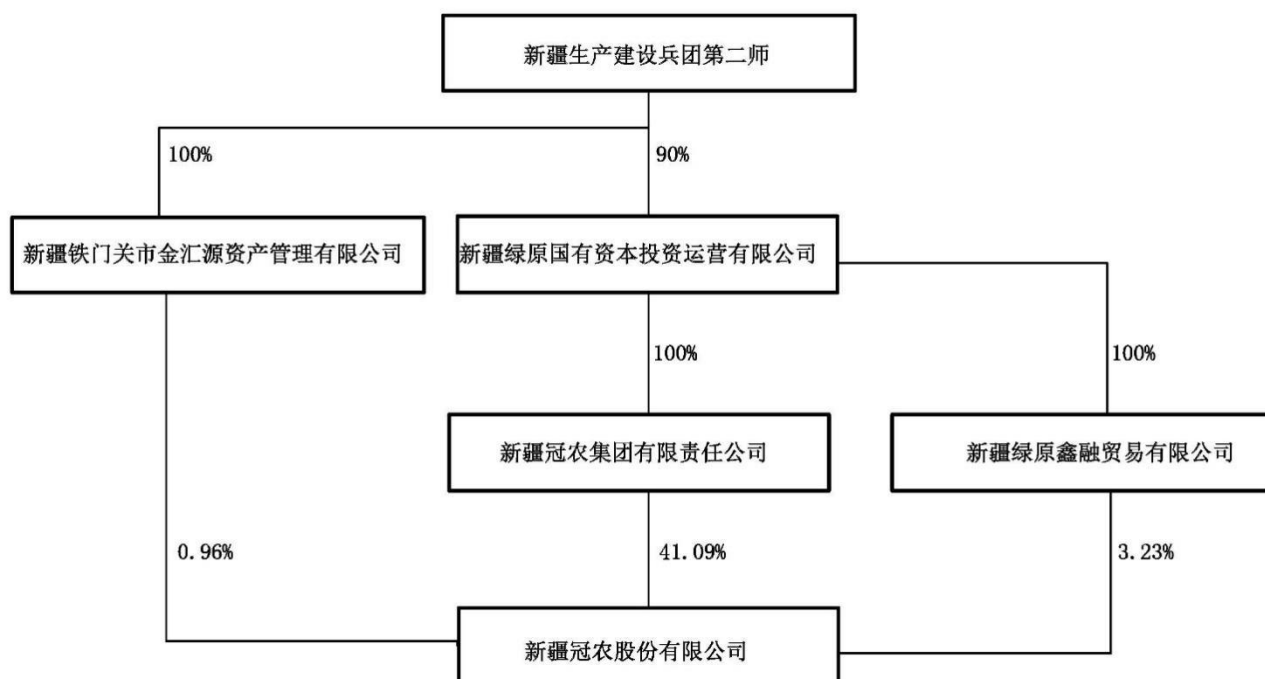 新疆生产建设兵团第二师
100%
90%
新疆铁门关市金汇源资产管理有限公司
新疆绿原国有资本投资运营有限公司
100%
100%
新疆冠农集团有限责任公司
新疆绿原鑫融贸易有限公司
0.96%
41.09%
3.23%
新疆冠农股份有限公司